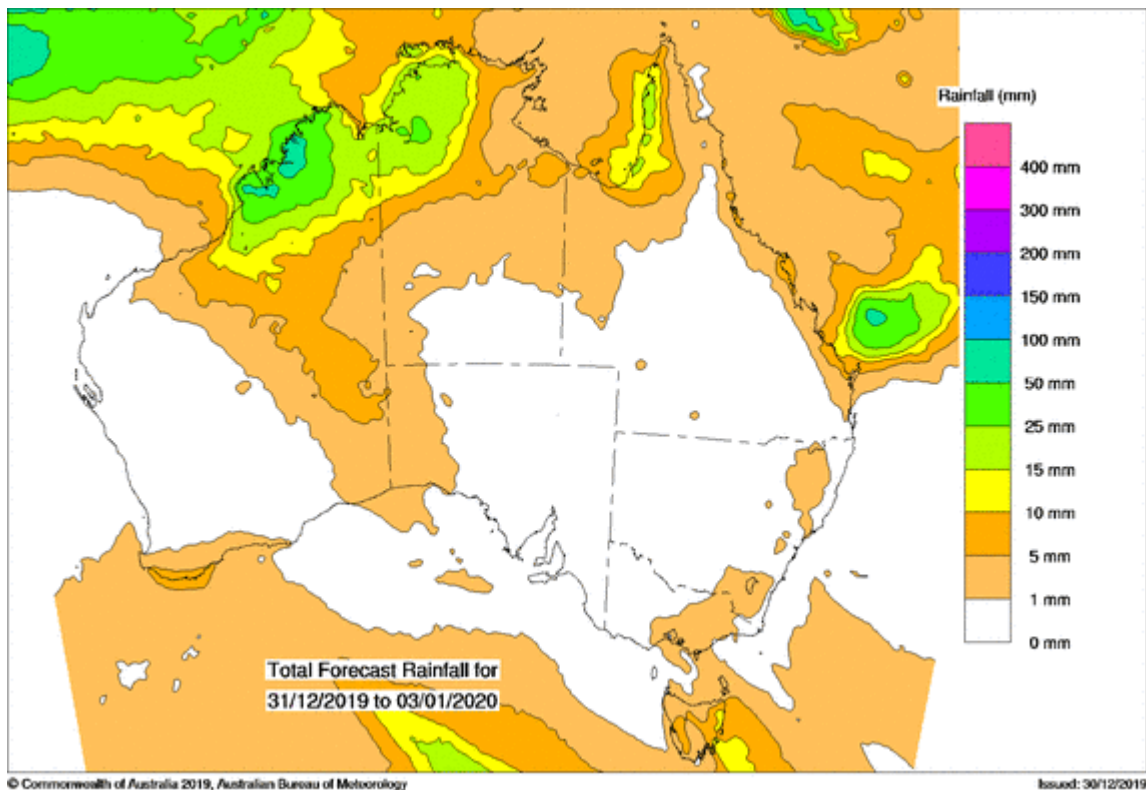 Rainfall (mm)
400 mm
300 mm
200 mm
150 mm
100 mm
50 mm
25 mm
15 mm
10 mm
5 mm
1 mm
0 mm
Total Forecast Rainfall for
31/12/2019 to 03/01/2020
© Commonwealth of Australia 2019, Australian Bureau of Meteorology
Issued: 30/12/2019